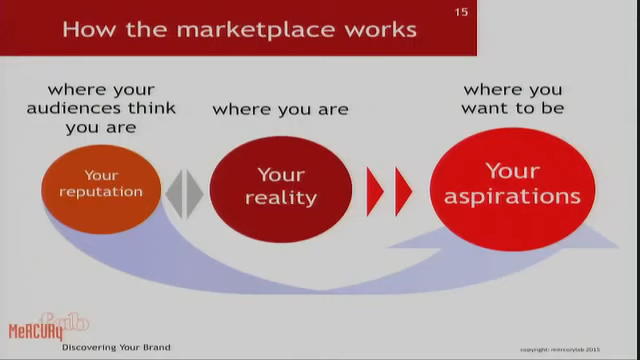 How the marketplace works
15
where your
audiences think
you are
where you are
where you
want to be
Your
reputation
Your
reality
Your
aspirations
MeRCURy
lab
Discovering Your Brand
copyright: mercurylab 2015